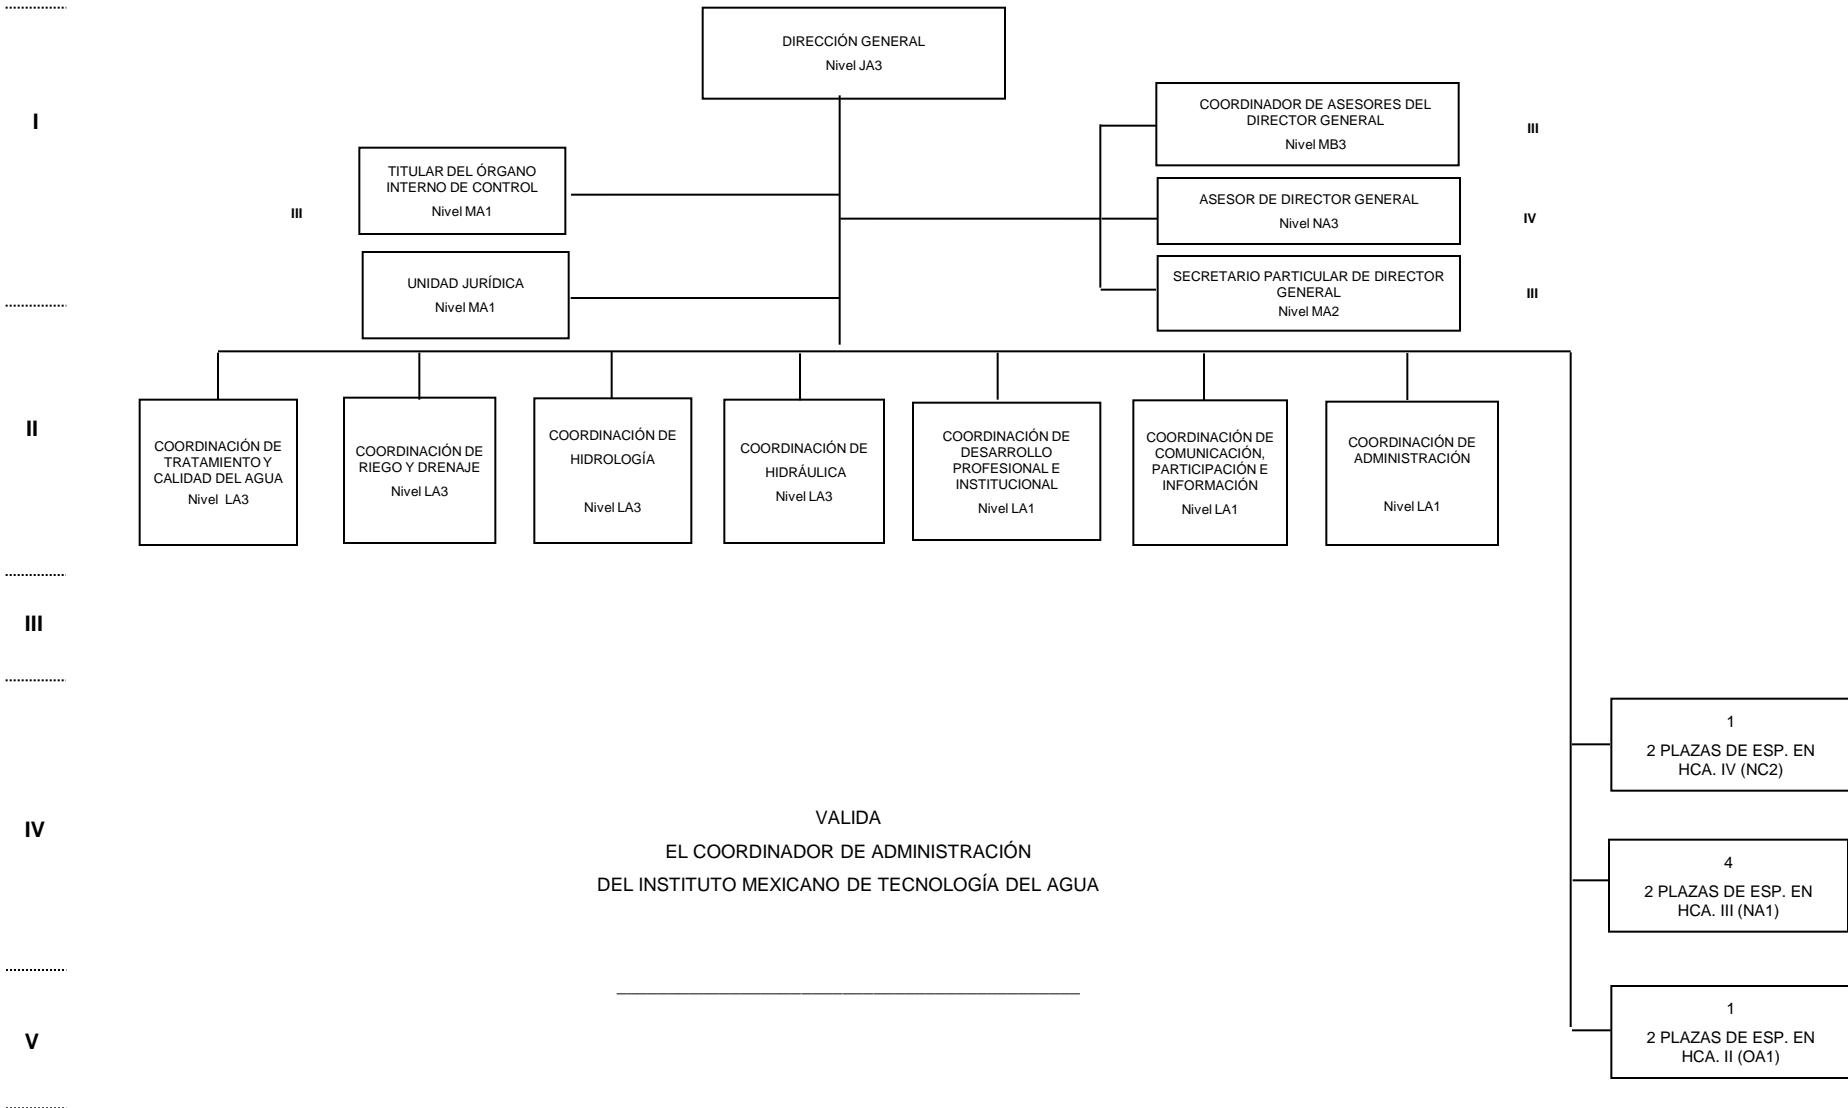 DIRECCIÓN GENERAL
Nivel JA3
I
COORDINADOR DE ASESORES DEL
DIRECTOR GENERAL
Nivel MB3
III
TITULAR DEL ÓRGANO
INTERNO DE CONTROL
Nivel MA1
III
ASESOR DE DIRECTOR GENERAL
Nivel NA3
IV
UNIDAD JURÍDICA
Nivel MA1
SECRETARIO PARTICULAR DE DIRECTOR
GENERAL
Nivel MA2
III
II
COORDINACIÓN DE
TRATAMIENTO Y
CALIDAD DEL AGUA
Nivel LA3
COORDINACIÓN DE
RIEGO Y DRENAJE
Nivel LA3
COORDINACIÓN DE
HIDROLOGÍA
Nivel LA3
COORDINACIÓN DE
HIDRÁULICA
Nivel LA3
COORDINACIÓN DE
DESARROLLO
PROFESIONAL E
INSTITUCIONAL
Nivel LA1
COORDINACIÓN DE
COMUNICACIÓN,
PARTICIPACIÓN E
INFORMACIÓN
Nivel LA1
COORDINACIÓN DE
ADMINISTRACIÓN
Nivel LA1
III
1
2 PLAZAS DE ESP. EN
HCA. IV (NC2)
IV
VALIDA
EL COORDINADOR DE ADMINISTRACIÓN
DEL INSTITUTO MEXICANO DE TECNOLOGÍA DEL AGUA
4
2 PLAZAS DE ESP. EN
HCA. III (NA1)
V
1
2 PLAZAS DE ESP. EN
HCA. II (OA1)